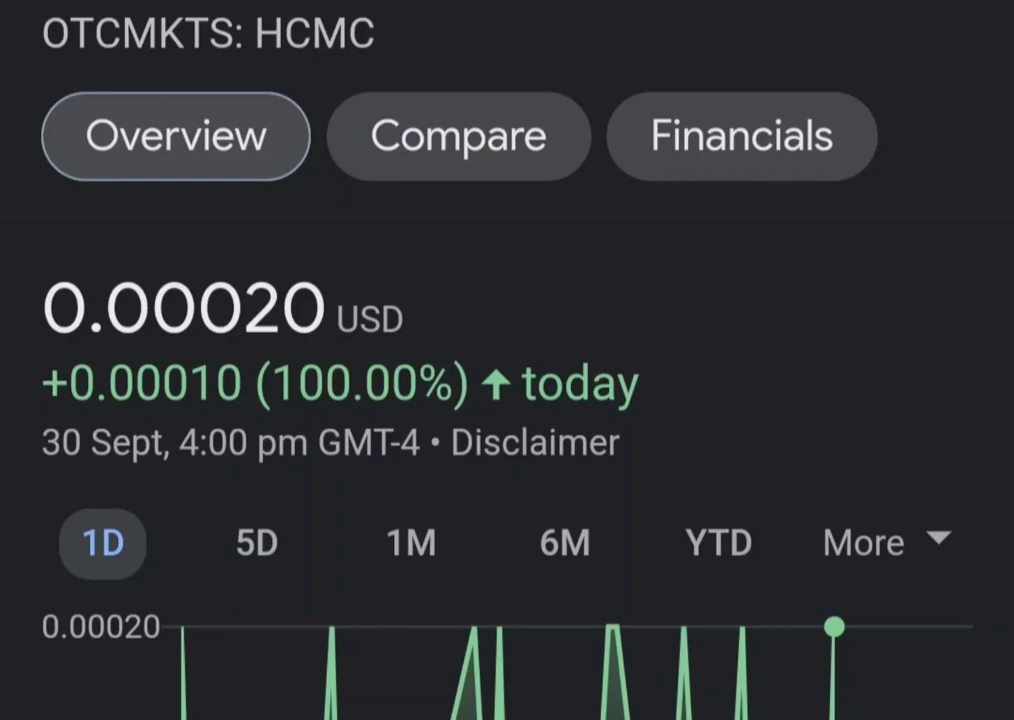 OTCMKTS: HCMC
Overview Compare Financials
0.00020 USD
+0.00010 (100.00%) ↑ today
30 Sept, 4:00 pm GMT-4 • Disclaimer
1D 5D 1M 6M YTD More
0.00020